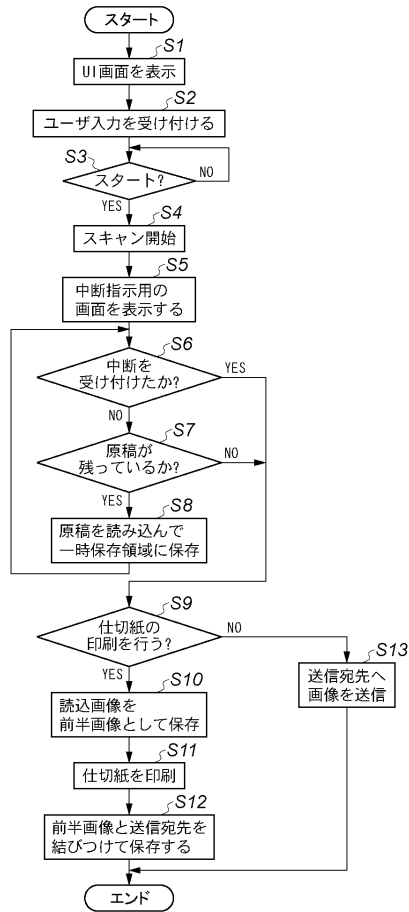 スタート
S1
UI画面を表示
S2
ユーザ入力を受け付ける
S3
スタート?
NO
YES
S4
スキャン開始
S5
中断指示用の
画面を表示する
S6
中断を
受け付けたか?
YES
NO
S7
原稿が
残っているか?
NO
YES
S8
原稿を読み込んで
一時保存領域に保存
S9
仕切紙の
印刷を行う?
NO
YES
S13
送信宛先へ
画像を送信
S10
読込画像を
前半画像として保存
S11
仕切紙を印刷
S12
前半画像と送信宛先を
結びつけて保存する
エンド